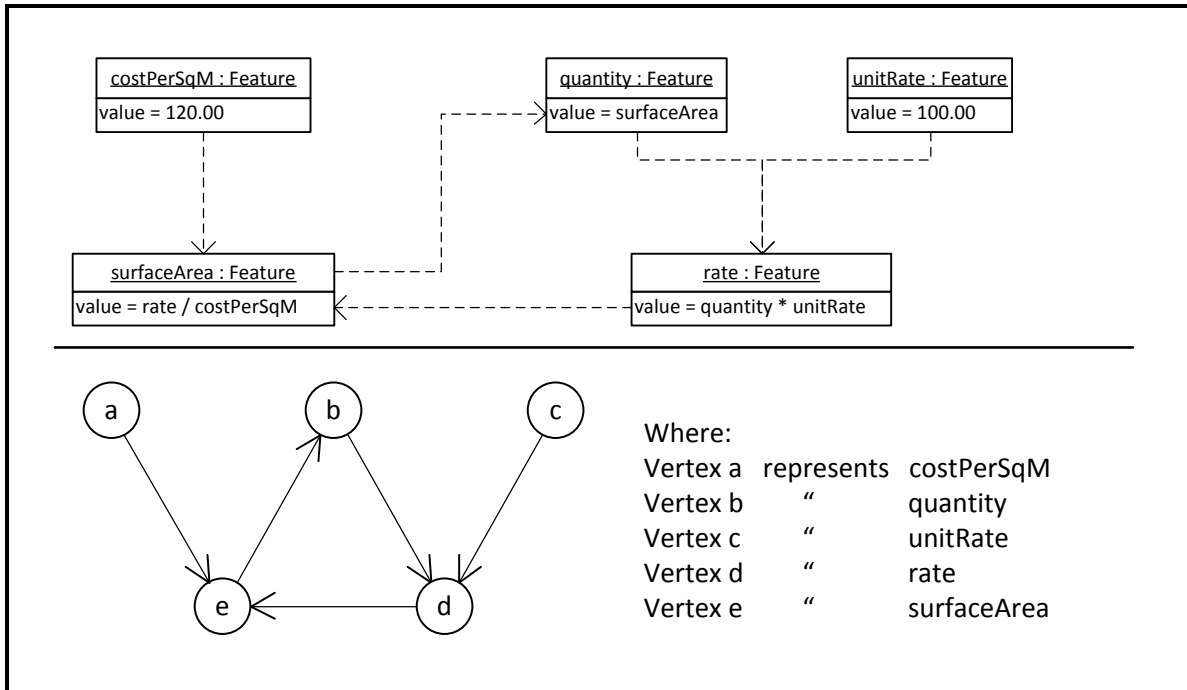 costPerSqM : Feature
value = 120.00
quantity : Feature
value = surfaceArea
unitRate : Feature
value = 100.00
surfaceArea : Feature
value = rate / costPerSqM
rate : Feature
value = quantity * unitRate
a
b
c
e
d
Where:
Vertex a represents costPerSqM
Vertex b “ quantity
Vertex c “ unitRate
Vertex d “ rate
Vertex e “ surfaceArea